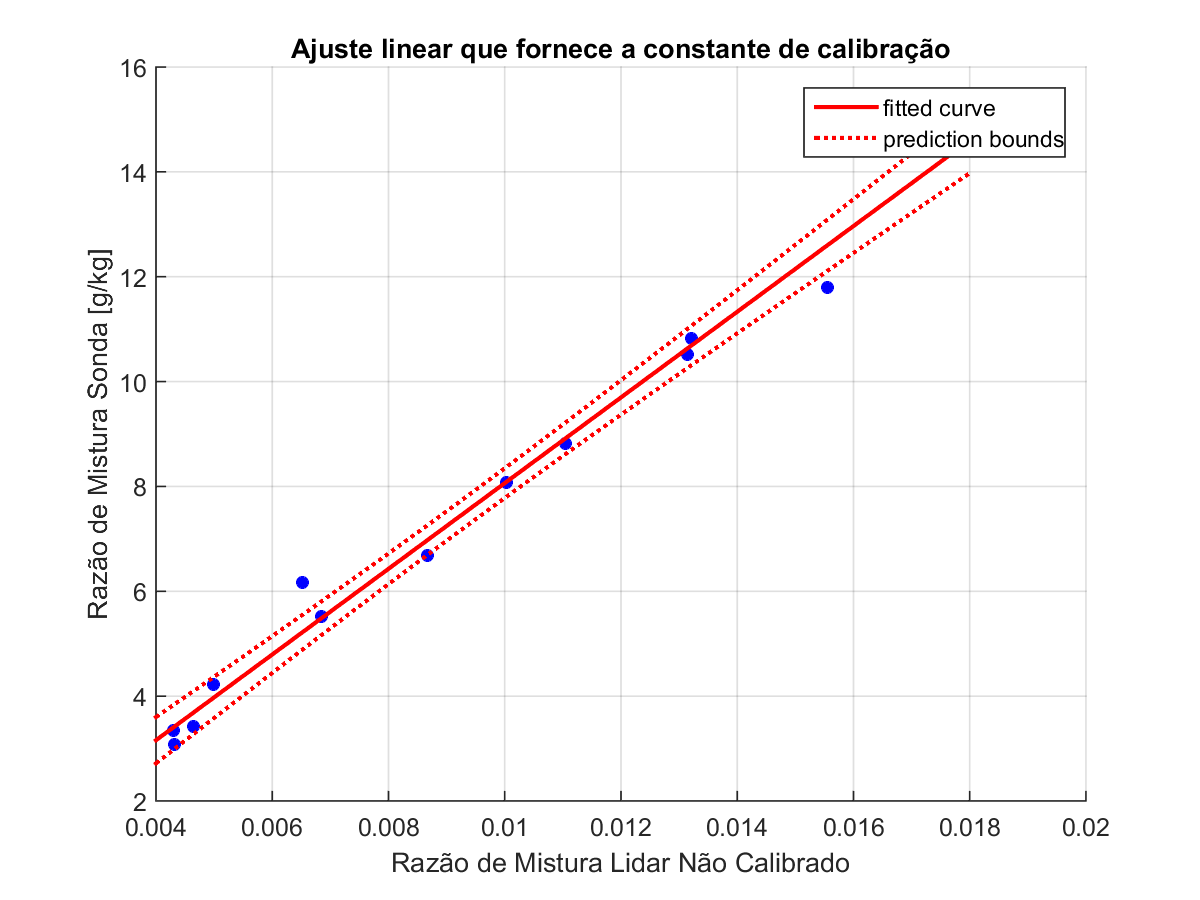 Ajuste linear que fornece a constante de calibração
16
14
12
10
8
6
4
2
Razão de Mistura Sonda [g/kg]
fitted curve
prediction bounds
0.004 0.006 0.008 0.01 0.012 0.014 0.016 0.018 0.02
Razão de Mistura Lidar Não Calibrado